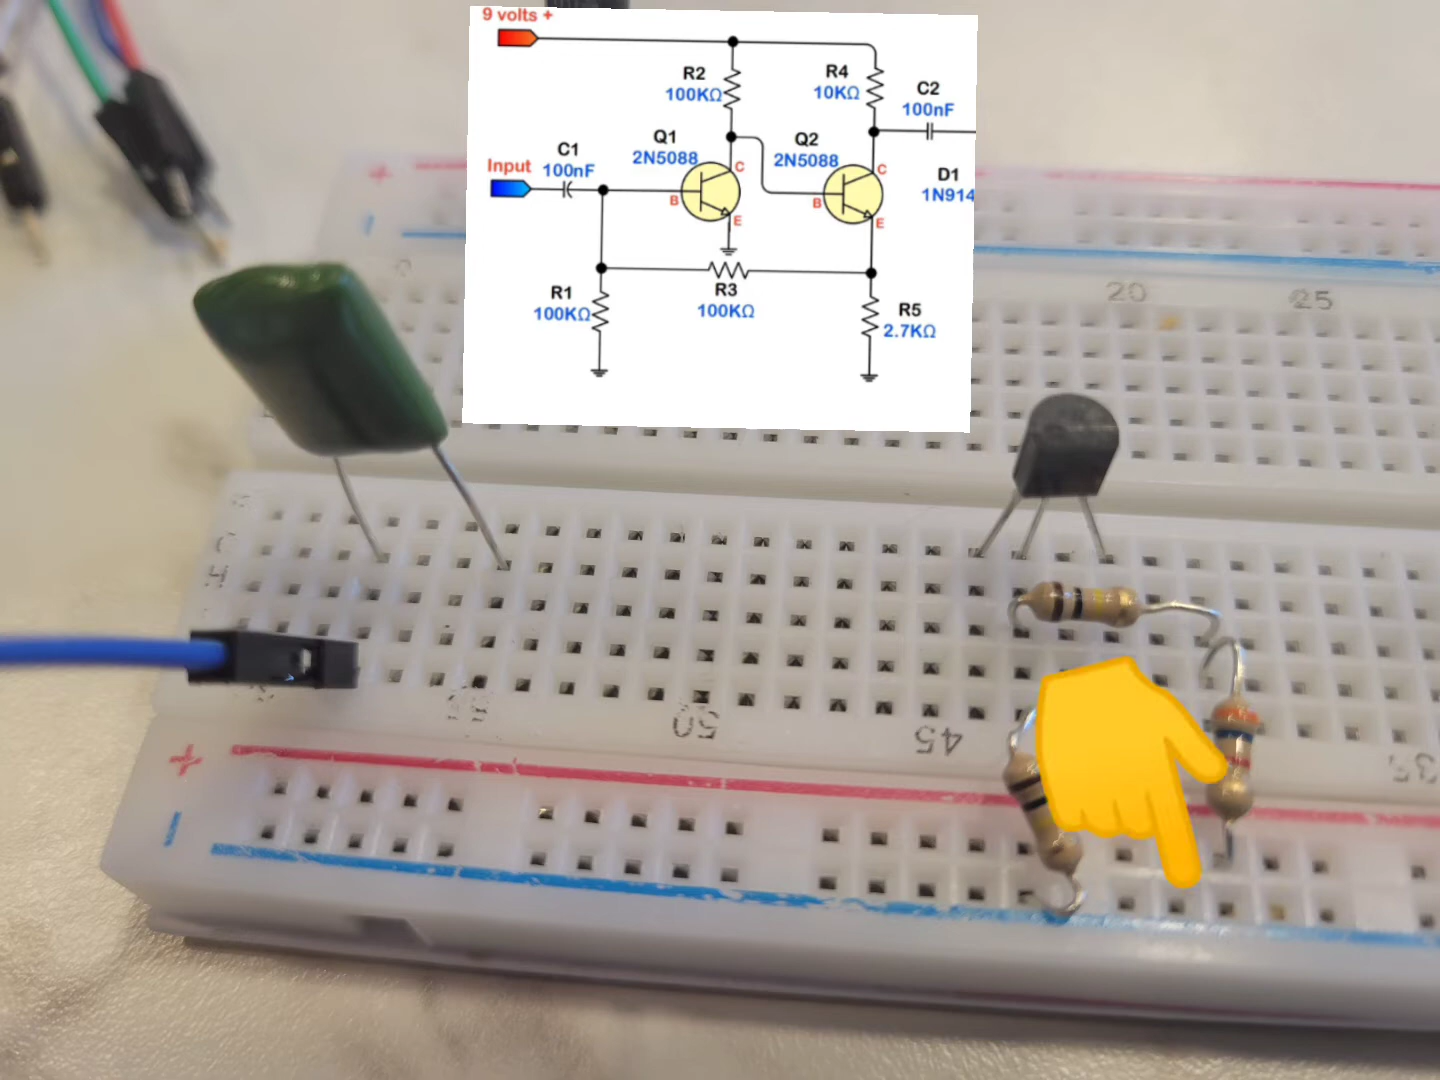 9 volts +
R2
100KΩ
R4
10KΩ
C2
100nF
Q1
2N5088
Q2
2N5088
C1
100nF
Input
C
B
E
C
B
E
D1
1N914
R1
100KΩ
R3
100KΩ
R5
2.7KΩ
+
20
25
50
45
35
+